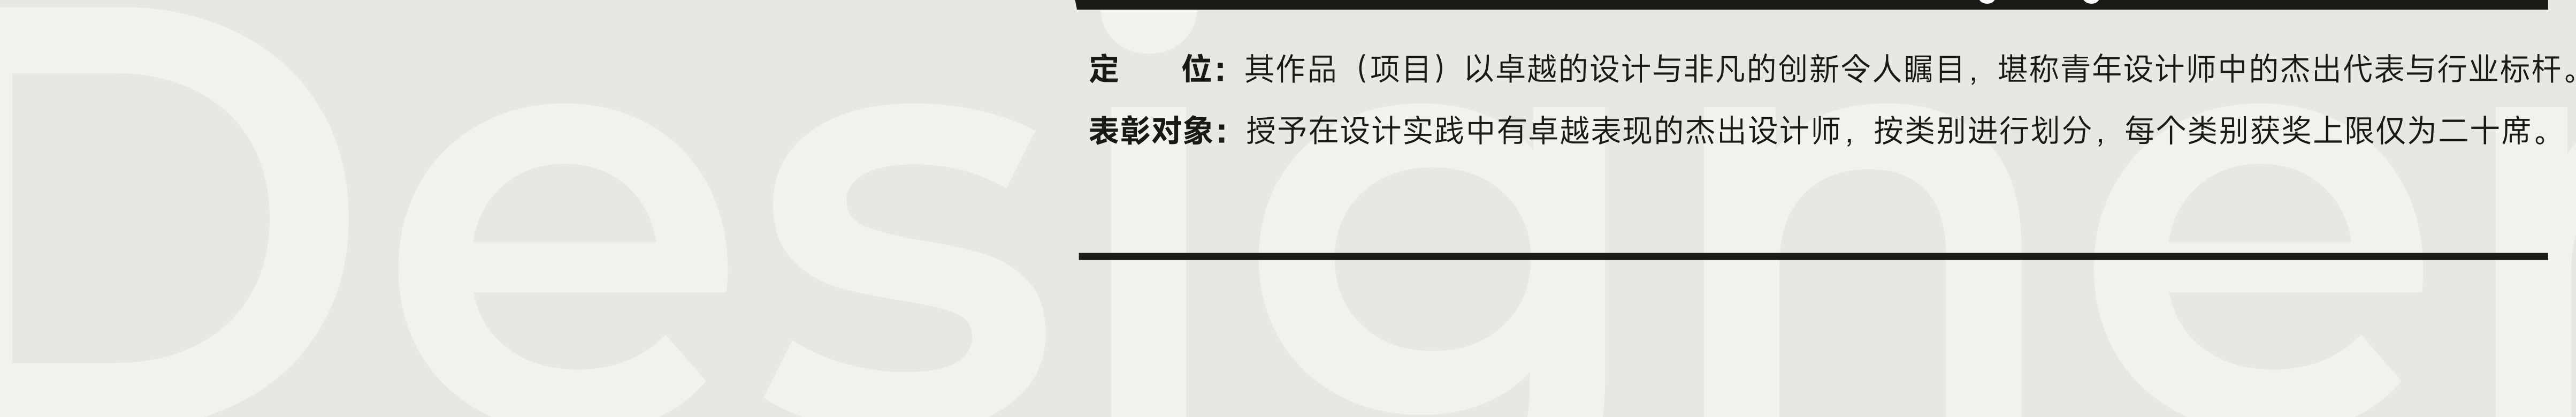 定 位：其作品（项目）以卓越的设计与非凡的创新令人瞩目，堪称青年设计师中的杰出代表与行业标杆。
表彰对象：授予在设计实践中有卓越表现的杰出设计师，按类别进行划分，每个类别获奖上限仅为二十席。
Designer